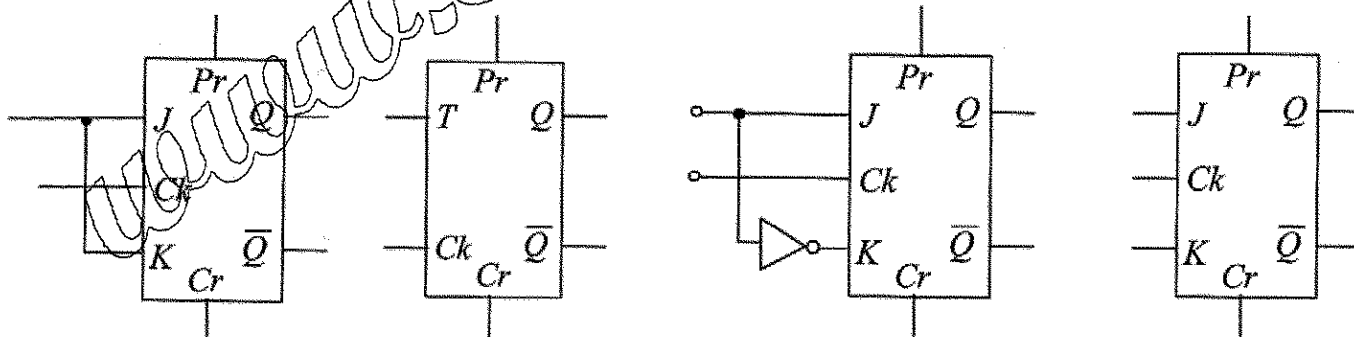 Pr Pr Pr Pr
J Q T Q J Q J Q
Ck Ck Ck
K Q̅ Ck Q̅ K Q̅ K Q̅
Cr Cr Cr Cr